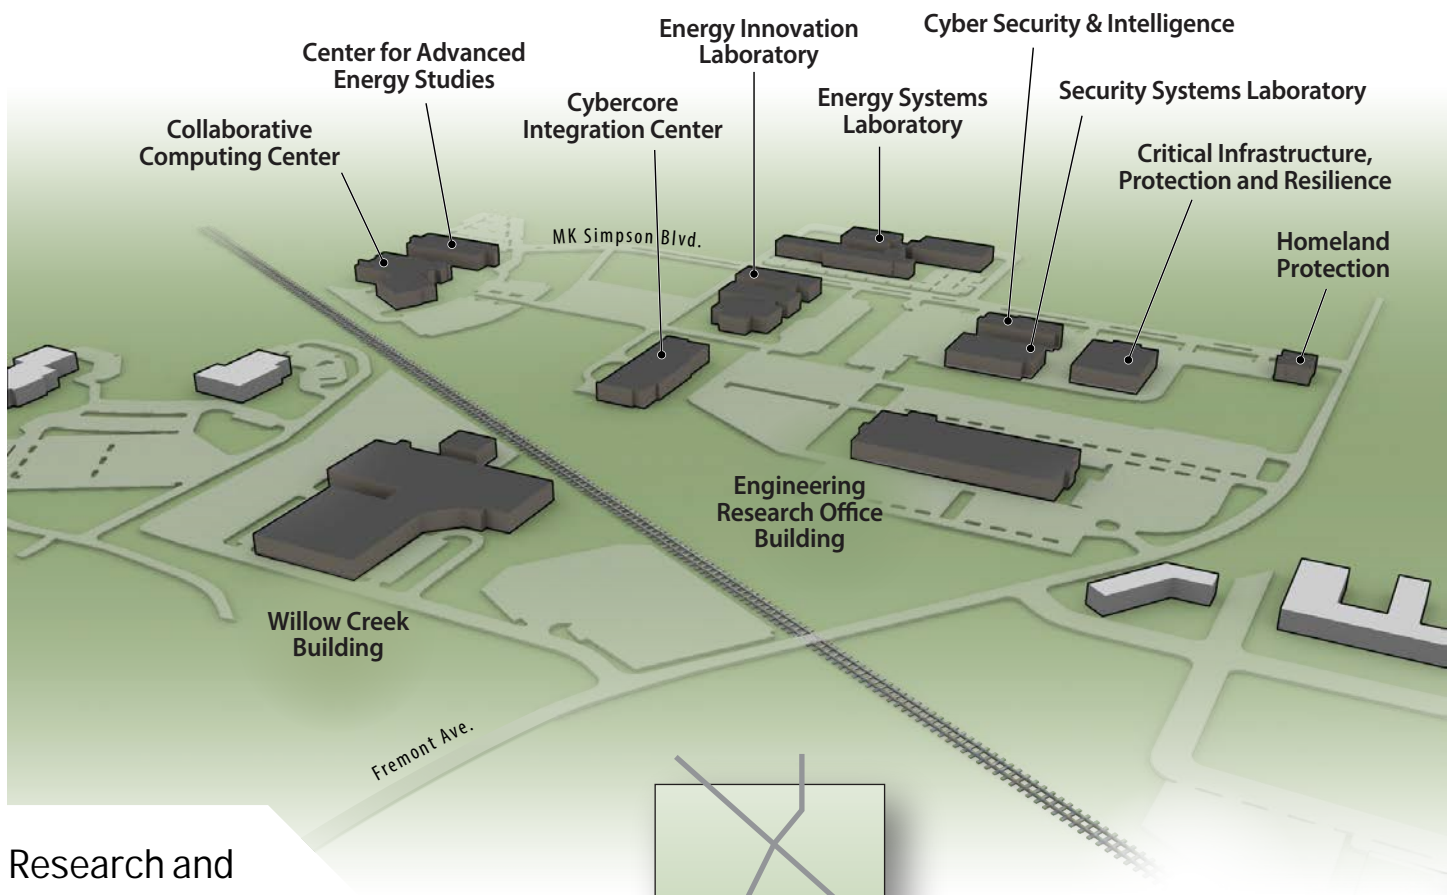 Cyber Security & Intelligence
Energy Innovation
Laboratory
Center for Advanced
Energy Studies
Security Systems Laboratory
Energy Systems
Laboratory
Cybercore
Integration Center
Collaborative
Computing Center
Critical Infrastructure,
Protection and Resilience
MK Simpson Blvd.
Homeland
Protection
Engineering
Research Office
Building
Willow Creek
Building
Fremont Ave.
Research and